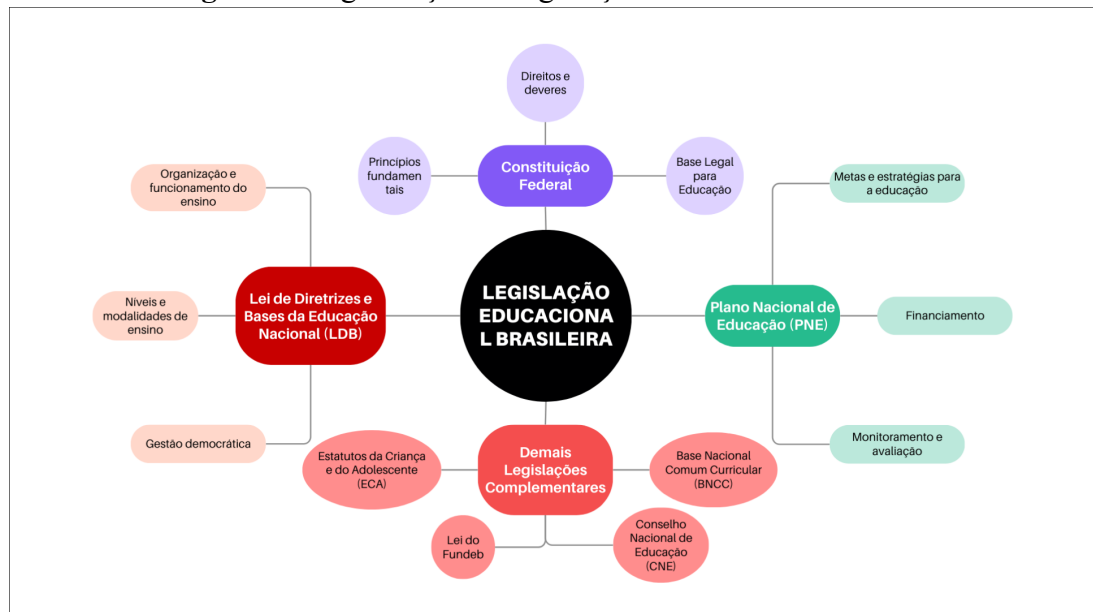 Direitos e
deveres
Princípios
fundamen
tais
Constituição
Federal
Base Legal
para
Educação
Organização e
funcionamento do
ensino
Metas e estratégias para
a educação
Níveis e
modalidades de
ensino
Lei de Diretrizes e
Bases da Educação
Nacional (LDB)
LEGISLAÇÃO
EDUCACIONA
L BRASILEIRA
Plano Nacional de
Educação (PNE)
Financiamento
Gestão democrática
Monitoramento e
avaliação
Estatutos da Criança
e do Adolescente
(ECA)
Demais
Legislações
Complementares
Base Nacional
Comum Curricular
(BNCC)
Lei do
Fundeb
Conselho
Nacional de
Educação
(CNE)